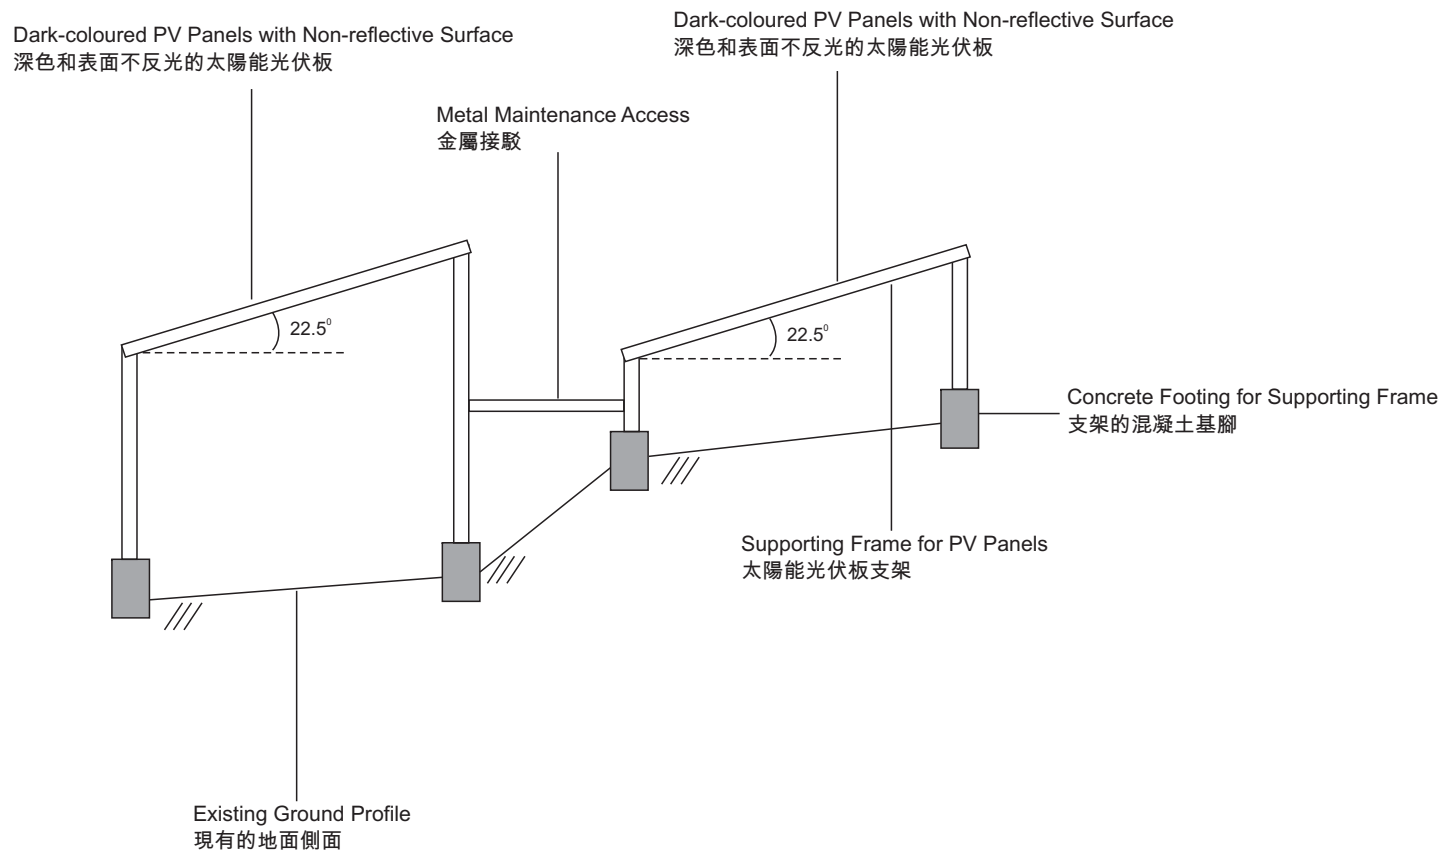 Dark-coloured PV Panels with Non-reflective Surface
深色和表面不反光的太陽能光伏板
Dark-coloured PV Panels with Non-reflective Surface
深色和表面不反光的太陽能光伏板
Metal Maintenance Access
金屬接駁
22.5⁰
22.5⁰
Concrete Footing for Supporting Frame
支架的混凝土基腳
Supporting Frame for PV Panels
太陽能光伏板支架
Existing Ground Profile
現有的地面側面